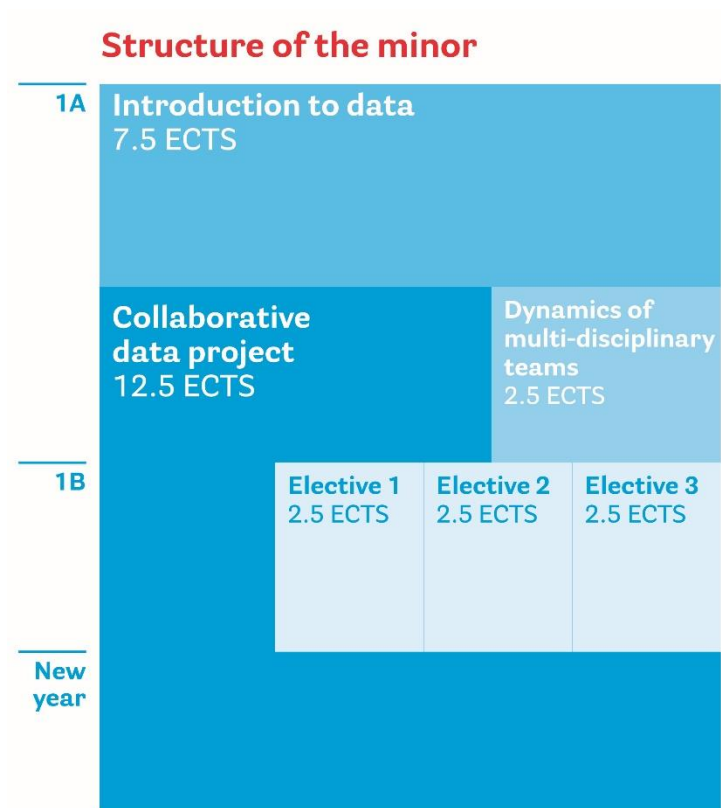 Structure of the minor
1A
Introduction to data
7.5 ECTS
Collaborative
data project
12.5 ECTS
Dynamics of
multi-disciplinary
teams
2.5 ECTS
1B
Elective 1
2.5 ECTS
Elective 2
2.5 ECTS
Elective 3
2.5 ECTS
New
year